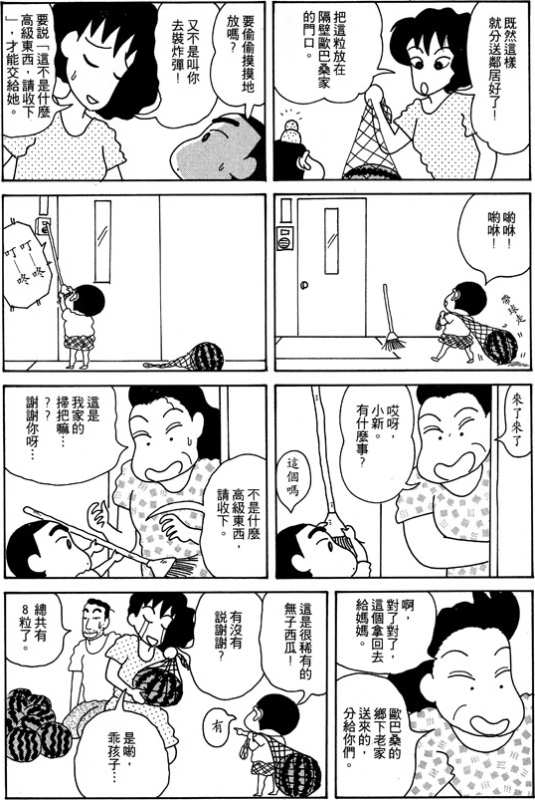 既然這樣
就分送鄰居好了！
把這粒放在
隔壁歐巴桑家
的門口。
要偷偷摸摸地
放嗎？
又不是叫你
去裝炸彈！
要說「這不是什麼
高級東西，請收下
」，才能交給她。
喲咻！
喲咻！
帶球走
叮—咚
叮—咚
來了來了
哎呀，
小新。
有什麼事？
這個嗎
不是什麼
高級東西，
請收下。
這是
我家的
掃把嘛…
？？
謝謝你呀…
啊，
對了對了，
這個拿回去
給媽媽。
歐巴桑的
鄉下老家
送來的，
分給你們。
這是很稀有的
無子西瓜！
有沒有
說謝謝？
有
是喲，
乖孩子…
總共有
8粒了。